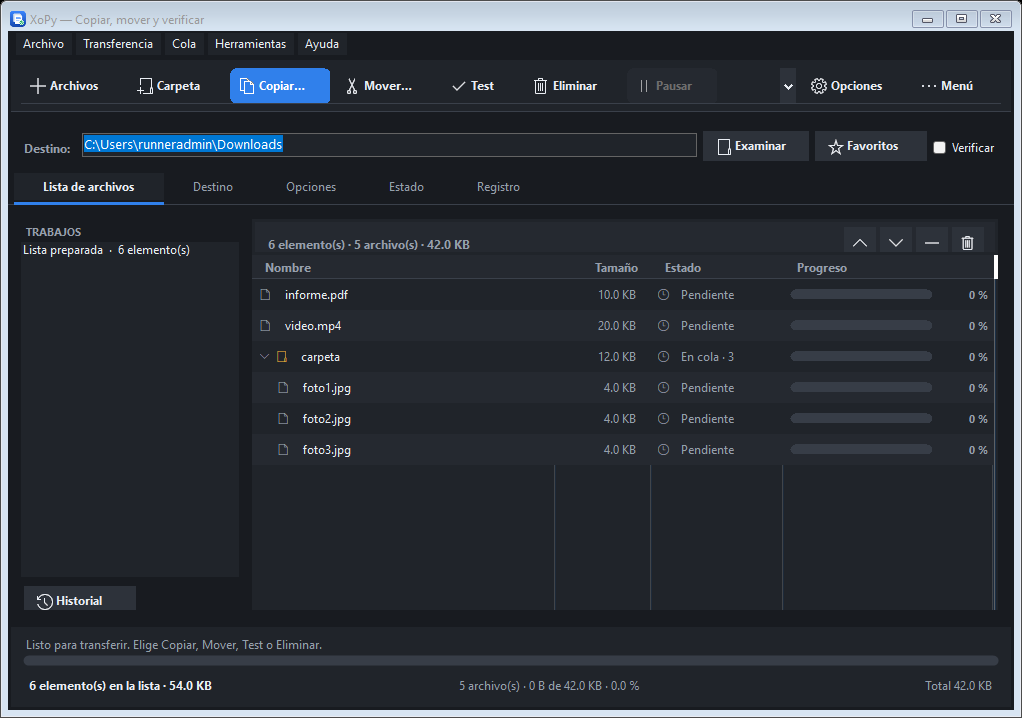 XoPy — Copiar, mover y verificar
Archivo Transferencia Cola Herramientas Ayuda
Archivos Carpeta Copiar... Mover... Test Eliminar Pausar Opciones ··· Menú
Destino: C:\Users\runneradmin\Downloads Examinar Favoritos Verificar
Lista de archivos Destino Opciones Estado Registro
TRABAJOS
Lista preparada · 6 elemento(s)
6 elemento(s) · 5 archivo(s) · 42.0 KB
Nombre Tamaño Estado Progreso
informe.pdf 10.0 KB Pendiente 0 %
video.mp4 20.0 KB Pendiente 0 %
carpeta 12.0 KB En cola · 3 0 %
foto1.jpg 4.0 KB Pendiente 0 %
foto2.jpg 4.0 KB Pendiente 0 %
foto3.jpg 4.0 KB Pendiente 0 %
Historial
Listo para transferir. Elige Copiar, Mover, Test o Eliminar.
6 elemento(s) en la lista · 54.0 KB 5 archivo(s) · 0 B de 42.0 KB · 0.0 % Total 42.0 KB